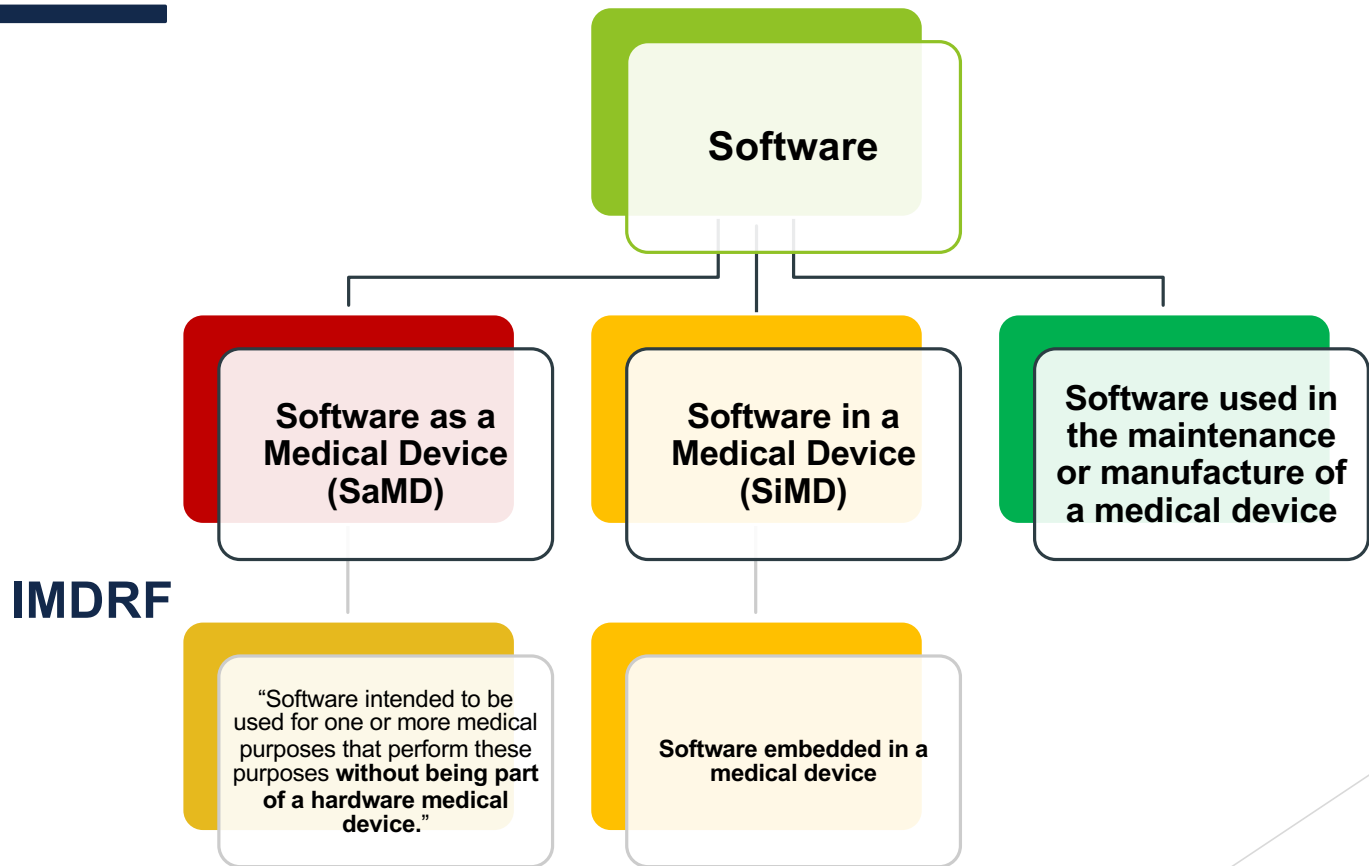 Software
Software as a
Medical Device
(SaMD)
Software in a
Medical Device
(SiMD)
Software used in
the maintenance
or manufacture of
a medical device
IMDRF
“Software intended to be
used for one or more medical
purposes that perform these
purposes without being part
of a hardware medical
device.”
Software embedded in a
medical device